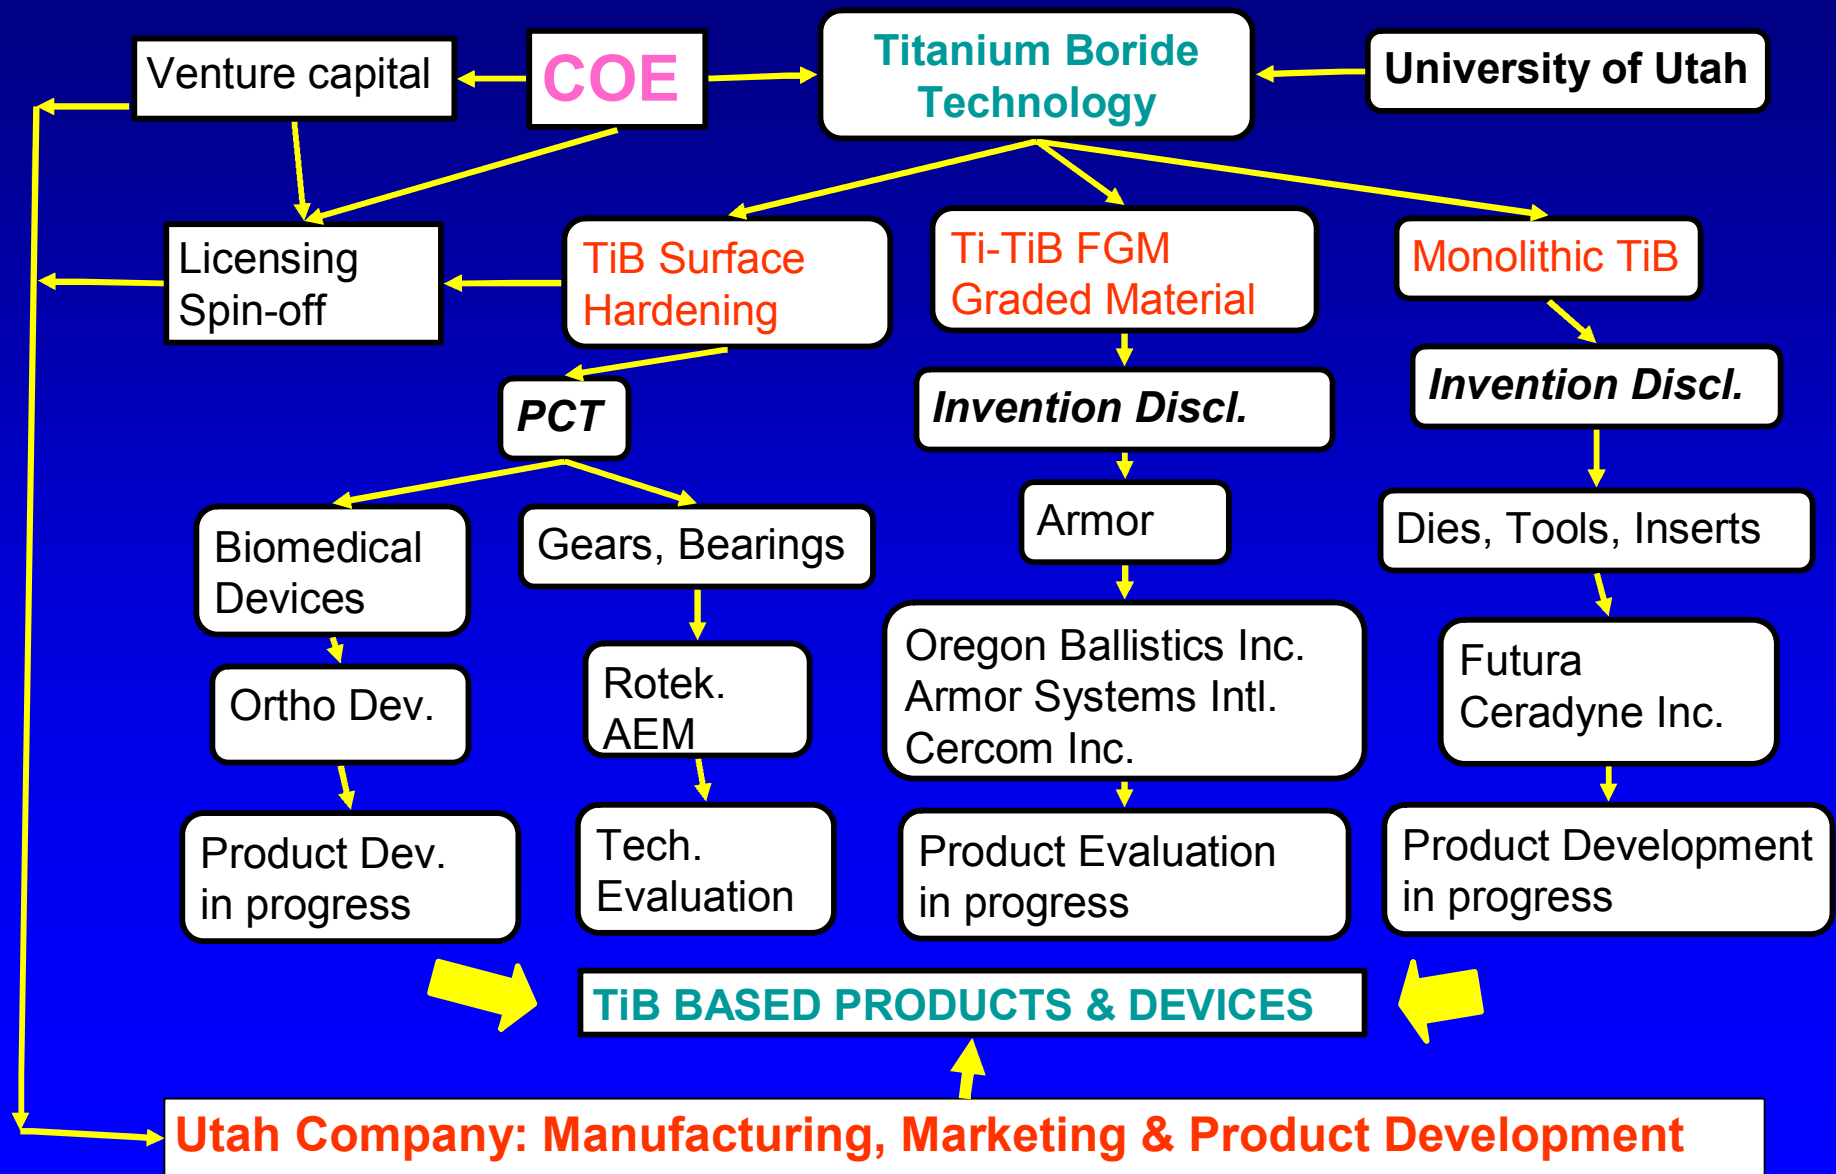 Venture capital
COE
Titanium Boride
Technology
University of Utah
Licensing
Spin-off
TiB Surface
Hardening
Ti-TiB FGM
Graded Material
Monolithic TiB
PCT
Invention Discl.
Invention Discl.
Biomedical
Devices
Gears, Bearings
Armor
Dies, Tools, Inserts
Ortho Dev.
Rotek.
AEM
Oregon Ballistics Inc.
Armor Systems Intl.
Cercom Inc.
Futura
Ceradyne Inc.
Product Dev.
in progress
Tech.
Evaluation
Product Evaluation
in progress
Product Development
in progress
TiB BASED PRODUCTS & DEVICES
Utah Company: Manufacturing, Marketing & Product Development